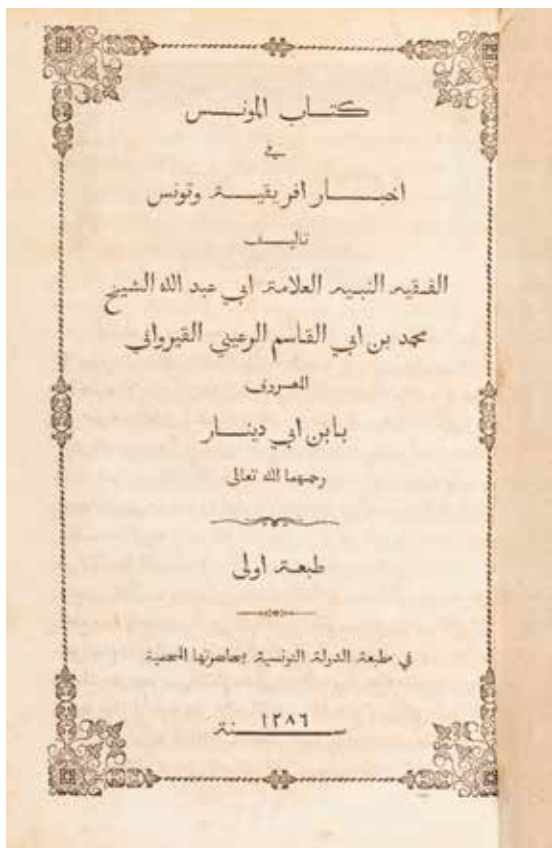 كتاب المونس
في
اخبار افريقية وتونس
تاليف
الفقيه النبيه العلامة ابي عبد الله الشيخ
محمد بن ابي القاسم الرعيني القيرواني
المعروف
بابن ابي دينار
رحمهما الله تعالى
طبعة اولى
في مطبعة الدولة التونسية بحاضرتها المحمية
سنة ١٢٨٦